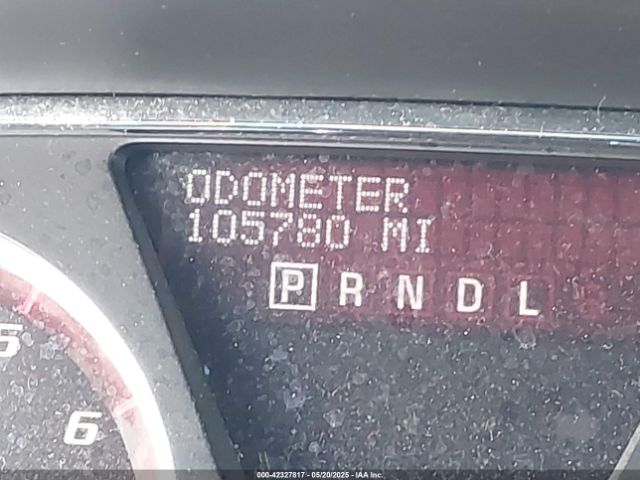 ODOMETER
105780 MI
P R N D L
5
6
000-42327817 - 05/20/2025 - IAA Inc.